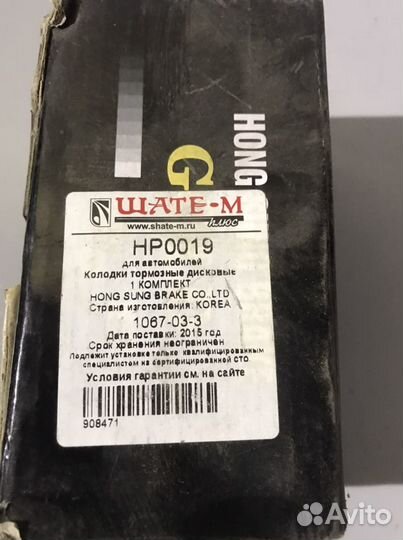 HONG
G
ШАТЕ-М
плюс
www.shate-m.ru
HP0019
для автомобилей
Колодки тормозные дисковые
1 КОМПЛЕКТ
HONG SUNG BRAKE CO.,LTD
Страна изготовления: KOREA
1067-03-3
Дата поставки: 2015 год
Срок хранения неограничен
Подлежит установке только квалифицированным
специалистом на сертифицированной СТО
Условия гарантии см. на сайте
908471
Avito